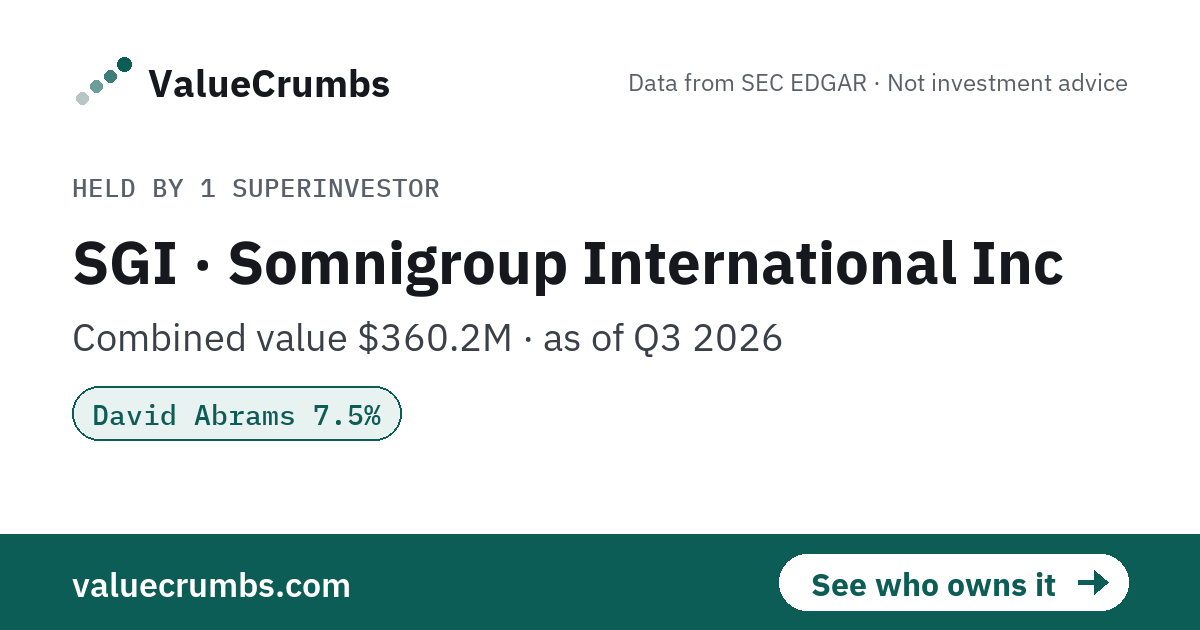 ValueCrumbs
Data from SEC EDGAR · Not investment advice
HELD BY 1 SUPERINVESTOR
SGI · Somnigroup International Inc
Combined value $360.2M · as of Q3 2026
David Abrams 7.5%
valuecrumbs.com
See who owns it →